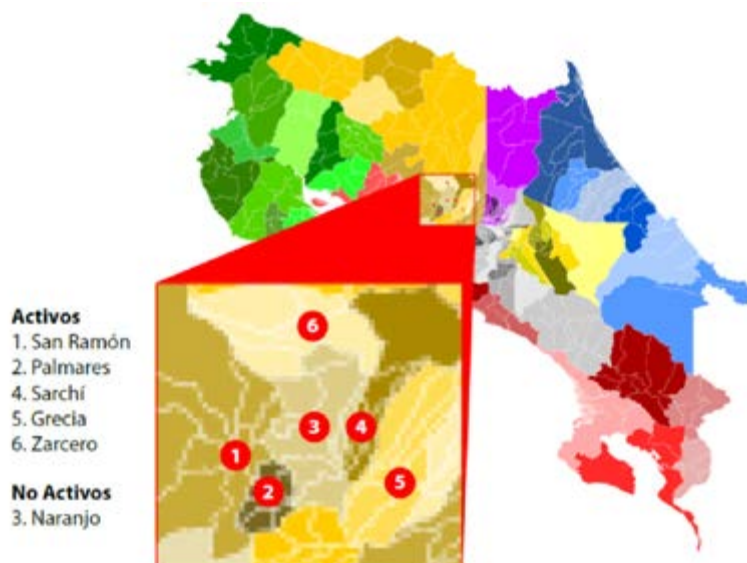 Activos
1. San Ramón
2. Palmares
4. Sarchí
5. Grecia
6. Zarcero
No Activos
3. Naranjo
6
3
4
1
2
5